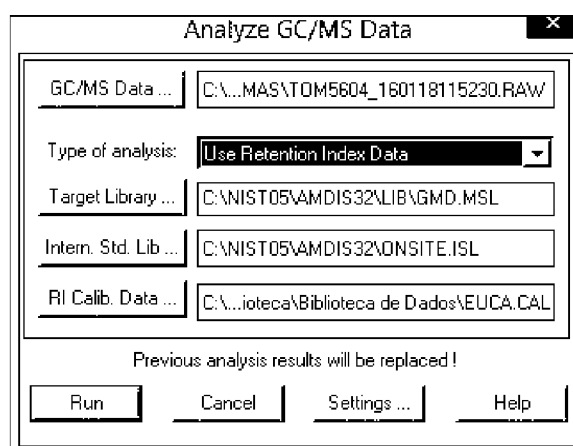 Analyze GC/MS Data
GC/MS Data ... C:\...MAS\TOM5604_160118115230.RAW
Type of analysis: Use Retention Index Data
Target Library ... C:\NIST05\AMDIS32\LIB\GMD.MSL
Intern. Std. Lib ... C:\NIST05\AMDIS32\ONSITE.ISL
RI Calib. Data ... C:\...ioteca\Biblioteca de Dados\EUCA.CAL
Previous analysis results will be replaced !
Run Cancel Settings ... Help